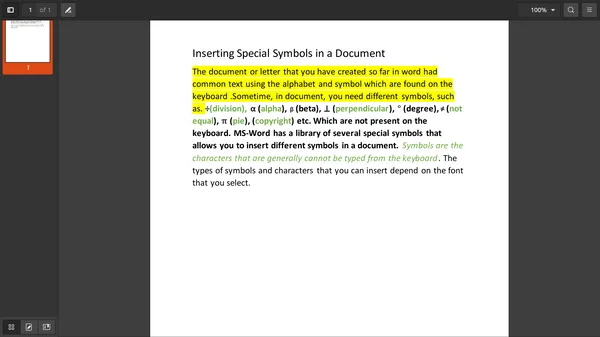 1 of 1
100%
1
Inserting Special Symbols in a Document
The document or letter that you have created so far in word had
common text using the alphabet and symbol which are found on the
keyboard .Sometime, in document, you need different symbols, such
as. ÷(division), α (alpha), β (beta), ⊥ (perpendicular), ° (degree), ≠ (not
equal), π (pie), (copyright) etc. Which are not present on the
keyboard. MS-Word has a library of several special symbols that
allows you to insert different symbols in a document. Symbols are the
characters that are generally cannot be typed from the keyboard. The
types of symbols and characters that you can insert depend on the font
that you select.